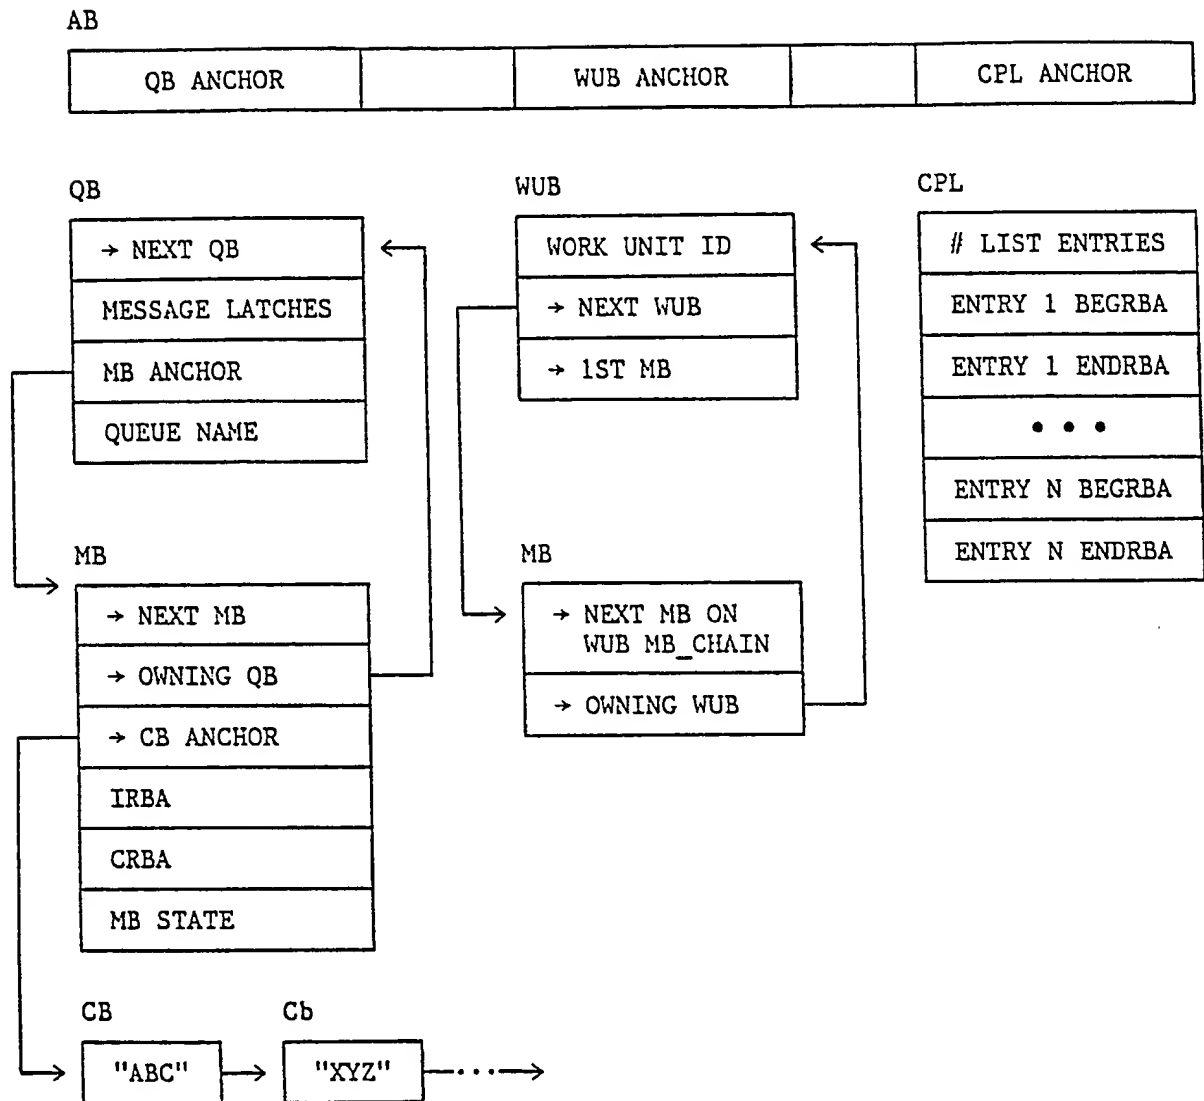 AB
QB ANCHOR
WUB ANCHOR
CPL ANCHOR
QB
→ NEXT QB
MESSAGE LATCHES
MB ANCHOR
QUEUE NAME
WUB
WORK UNIT ID
→ NEXT WUB
→ 1ST MB
CPL
# LIST ENTRIES
ENTRY 1 BEGRBA
ENTRY 1 ENDRBA
• • •
ENTRY N BEGRBA
ENTRY N ENDRBA
MB
→ NEXT MB
→ OWNING QB
→ CB ANCHOR
IRBA
CRBA
MB STATE
MB
→ NEXT MB ON
WUB MB_CHAIN
→ OWNING WUB
CB
"ABC"
Cb
"XYZ"